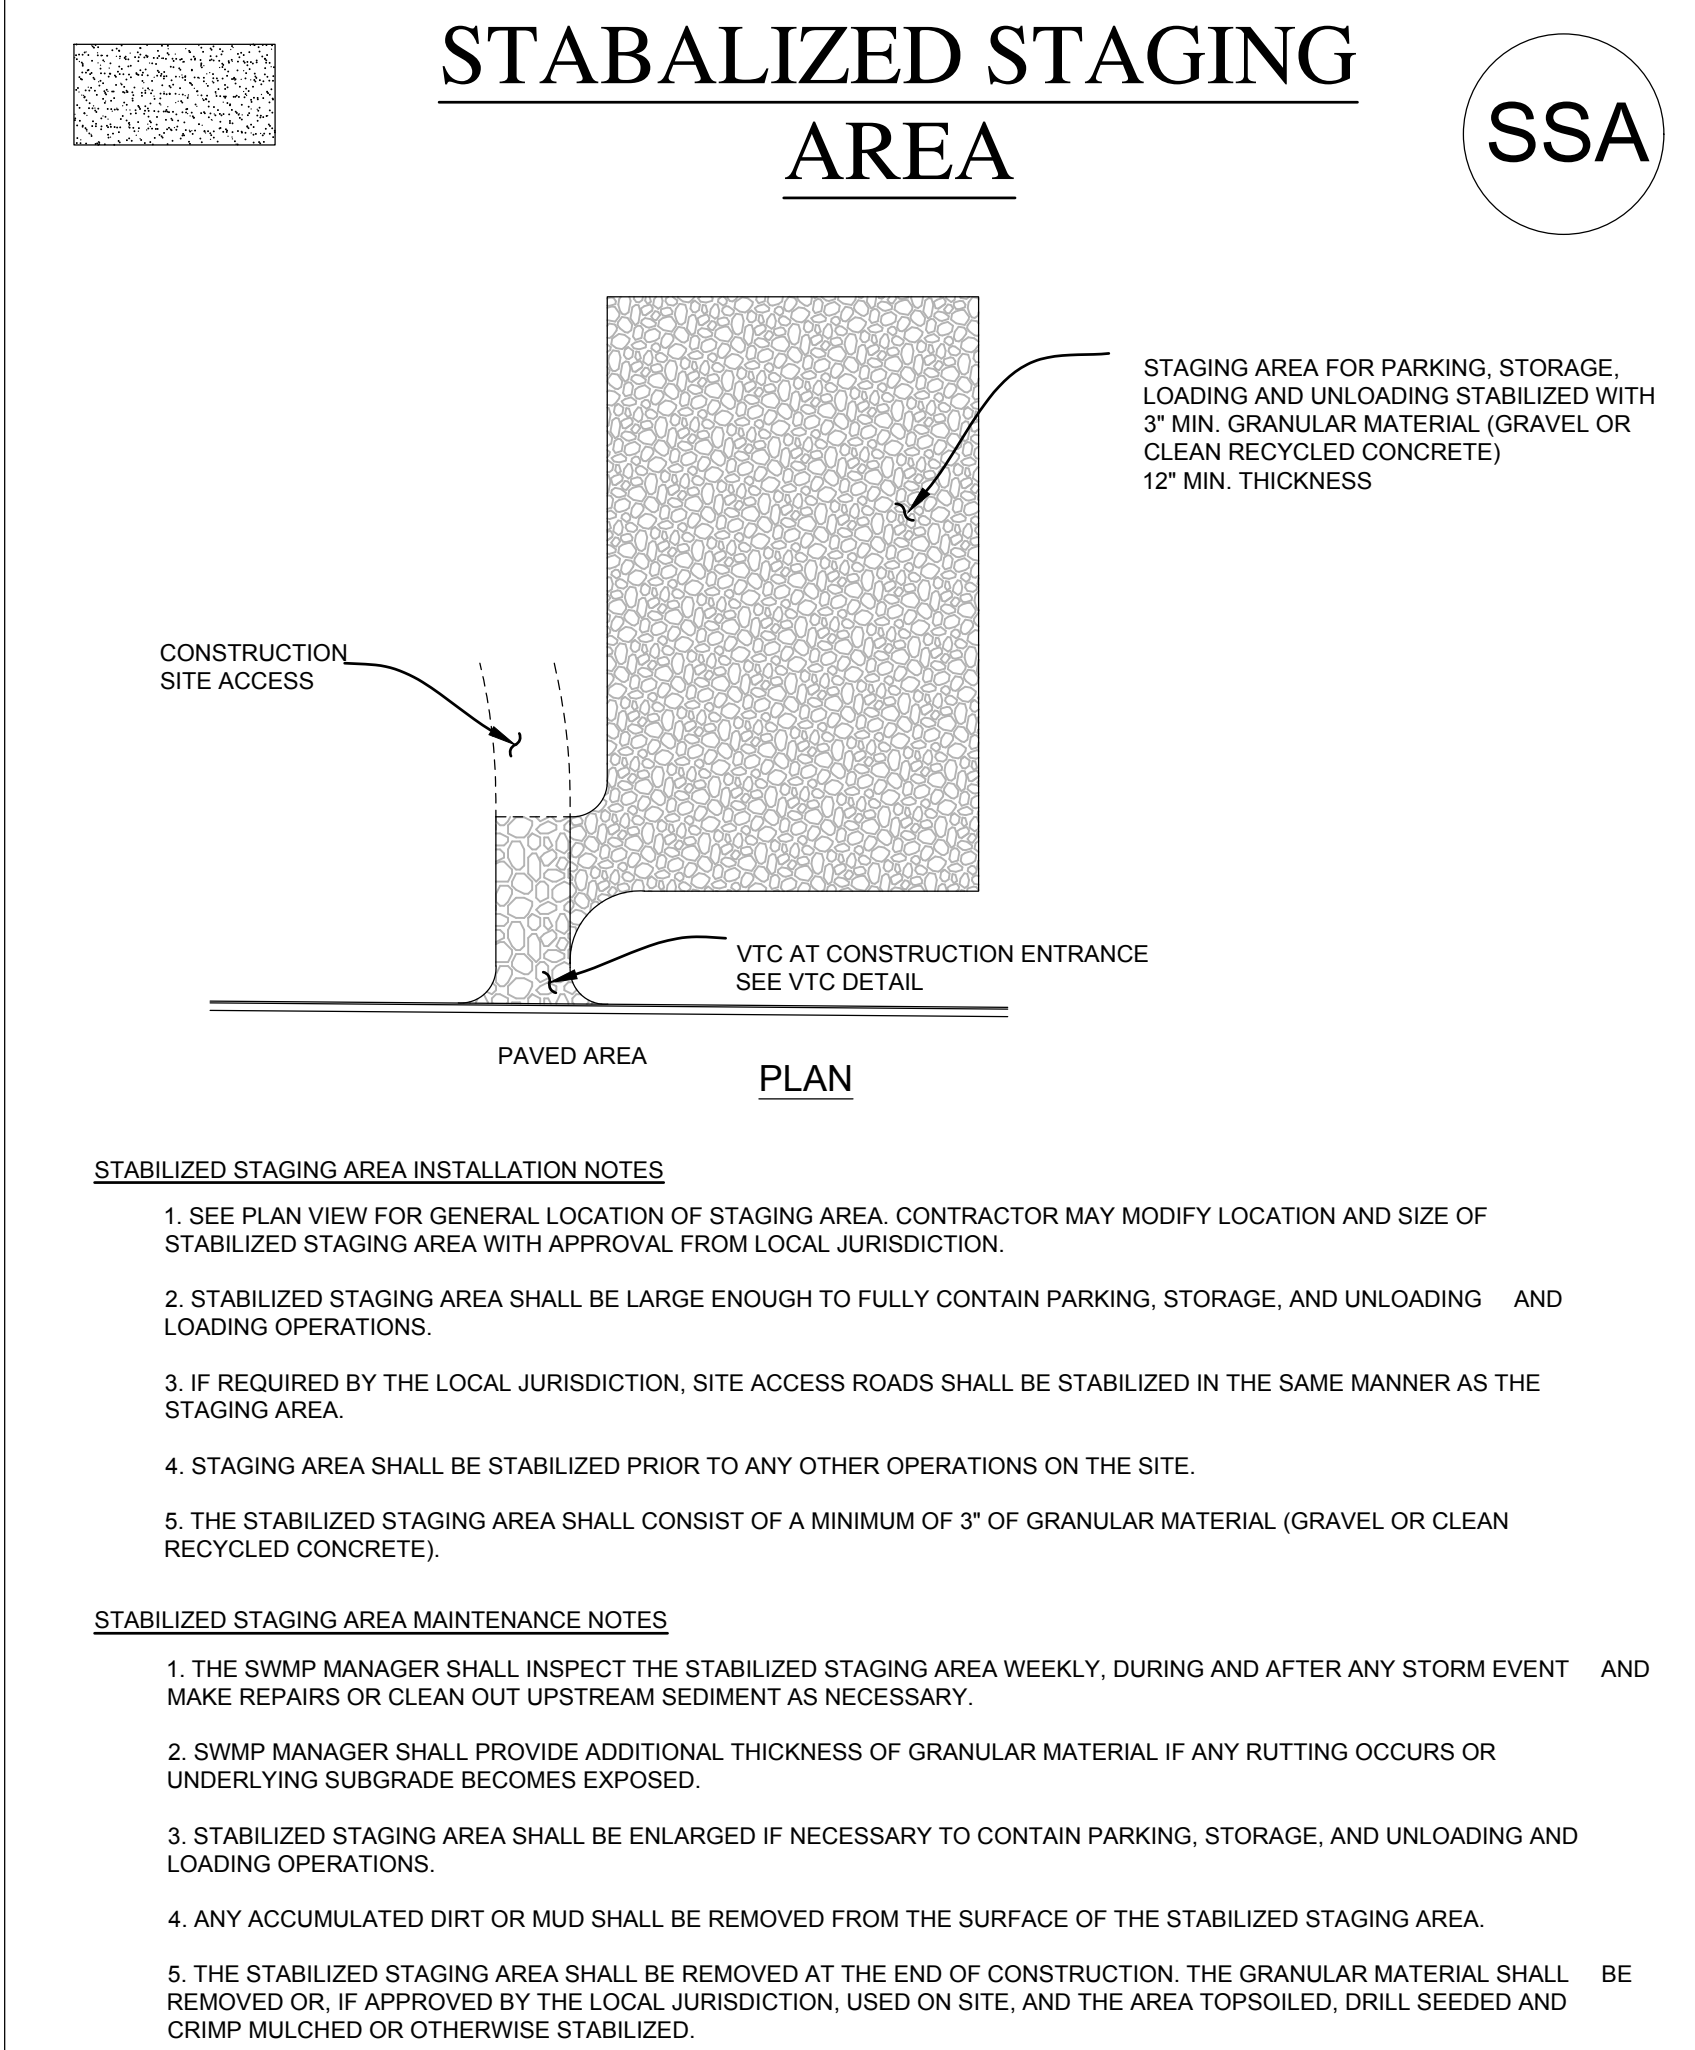 STABALIZED STAGING
AREA
SSA
STAGING AREA FOR PARKING, STORAGE,
LOADING AND UNLOADING STABILIZED WITH
3" MIN. GRANULAR MATERIAL (GRAVEL OR
CLEAN RECYCLED CONCRETE)
12" MIN. THICKNESS
CONSTRUCTION
SITE ACCESS
VTC AT CONSTRUCTION ENTRANCE
SEE VTC DETAIL
PAVED AREA
PLAN
STABILIZED STAGING AREA INSTALLATION NOTES
1. SEE PLAN VIEW FOR GENERAL LOCATION OF STAGING AREA. CONTRACTOR MAY MODIFY LOCATION AND SIZE OF
STABILIZED STAGING AREA WITH APPROVAL FROM LOCAL JURISDICTION.
2. STABILIZED STAGING AREA SHALL BE LARGE ENOUGH TO FULLY CONTAIN PARKING, STORAGE, AND UNLOADING AND
LOADING OPERATIONS.
3. IF REQUIRED BY THE LOCAL JURISDICTION, SITE ACCESS ROADS SHALL BE STABILIZED IN THE SAME MANNER AS THE
STAGING AREA.
4. STAGING AREA SHALL BE STABILIZED PRIOR TO ANY OTHER OPERATIONS ON THE SITE.
5. THE STABILIZED STAGING AREA SHALL CONSIST OF A MINIMUM OF 3" OF GRANULAR MATERIAL (GRAVEL OR CLEAN
RECYCLED CONCRETE).
STABILIZED STAGING AREA MAINTENANCE NOTES
1. THE SWMP MANAGER SHALL INSPECT THE STABILIZED STAGING AREA WEEKLY, DURING AND AFTER ANY STORM EVENT AND
MAKE REPAIRS OR CLEAN OUT UPSTREAM SEDIMENT AS NECESSARY.
2. SWMP MANAGER SHALL PROVIDE ADDITIONAL THICKNESS OF GRANULAR MATERIAL IF ANY RUTTING OCCURS OR
UNDERLYING SUBGRADE BECOMES EXPOSED.
3. STABILIZED STAGING AREA SHALL BE ENLARGED IF NECESSARY TO CONTAIN PARKING, STORAGE, AND UNLOADING AND
LOADING OPERATIONS.
4. ANY ACCUMULATED DIRT OR MUD SHALL BE REMOVED FROM THE SURFACE OF THE STABILIZED STAGING AREA.
5. THE STABILIZED STAGING AREA SHALL BE REMOVED AT THE END OF CONSTRUCTION. THE GRANULAR MATERIAL SHALL BE
REMOVED OR, IF APPROVED BY THE LOCAL JURISDICTION, USED ON SITE, AND THE AREA TOPSOILED, DRILL SEEDED AND
CRIMP MULCHED OR OTHERWISE STABILIZED.